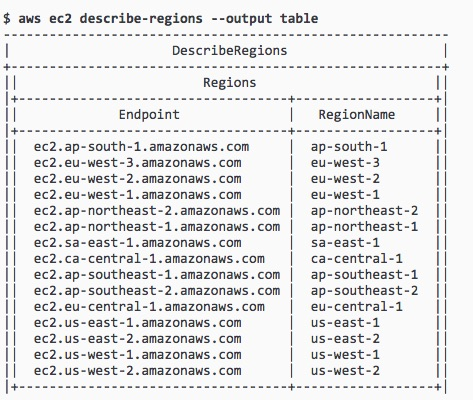 $ aws ec2 describe-regions --output table
----------------------------------------------------------
|                     DescribeRegions                    |
+--------------------------------------------------------+
||                        Regions                       ||
|+-----------------------------------+------------------+|
||             Endpoint              |   RegionName     ||
|+-----------------------------------+------------------+|
||  ec2.ap-south-1.amazonaws.com     |  ap-south-1      ||
||  ec2.eu-west-3.amazonaws.com      |  eu-west-3       ||
||  ec2.eu-west-2.amazonaws.com      |  eu-west-2       ||
||  ec2.eu-west-1.amazonaws.com      |  eu-west-1       ||
||  ec2.ap-northeast-2.amazonaws.com |  ap-northeast-2  ||
||  ec2.ap-northeast-1.amazonaws.com |  ap-northeast-1  ||
||  ec2.sa-east-1.amazonaws.com      |  sa-east-1       ||
||  ec2.ca-central-1.amazonaws.com   |  ca-central-1    ||
||  ec2.ap-southeast-1.amazonaws.com |  ap-southeast-1  ||
||  ec2.ap-southeast-2.amazonaws.com |  ap-southeast-2  ||
||  ec2.eu-central-1.amazonaws.com   |  eu-central-1    ||
||  ec2.us-east-1.amazonaws.com      |  us-east-1       ||
||  ec2.us-east-2.amazonaws.com      |  us-east-2       ||
||  ec2.us-west-1.amazonaws.com      |  us-west-1       ||
||  ec2.us-west-2.amazonaws.com      |  us-west-2       ||
|+-----------------------------------+------------------+|